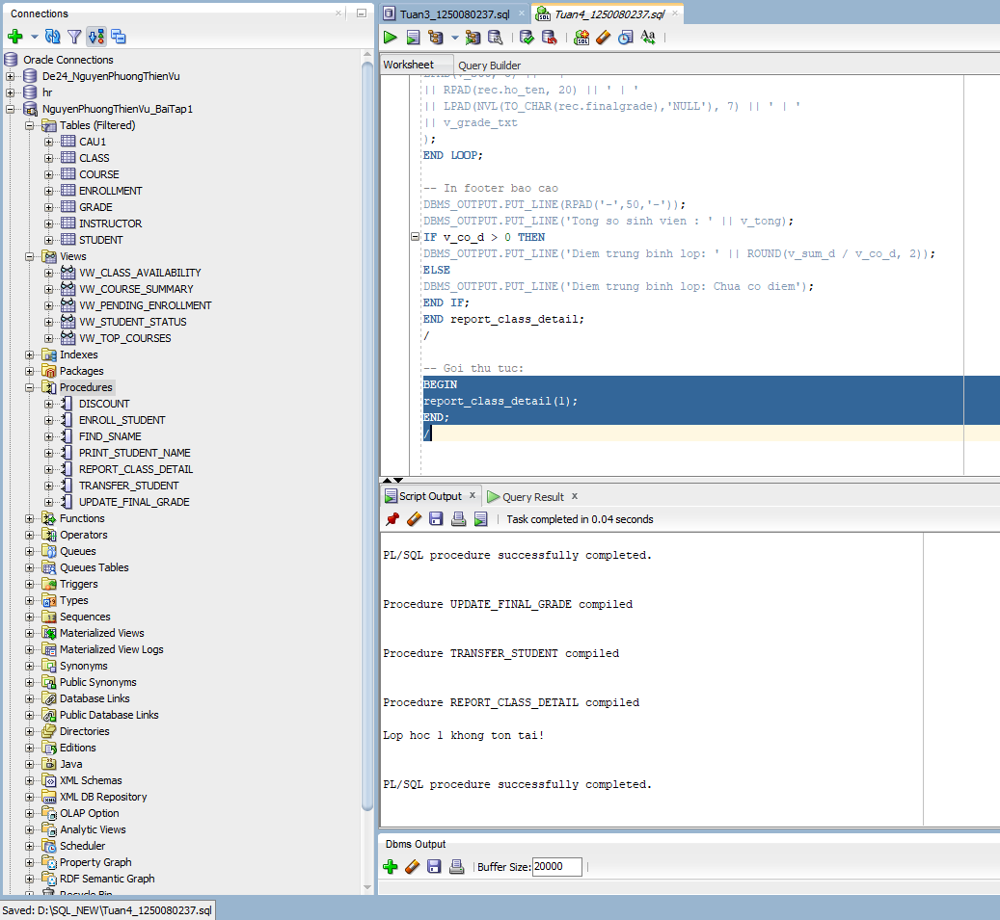 Connections
Oracle Connections
De24_NguyenPhuongThienVu
hr
NguyenPhuongThienVu_BaiTap1
Tables (Filtered)
CAU1
CLASS
COURSE
ENROLLMENT
GRADE
INSTRUCTOR
STUDENT
Views
VW_CLASS_AVAILABILITY
VW_COURSE_SUMMARY
VW_PENDING_ENROLLMENT
VW_STUDENT_STATUS
VW_TOP_COURSES
Indexes
Packages
Procedures
DISCOUNT
ENROLL_STUDENT
FIND_SNAME
PRINT_STUDENT_NAME
REPORT_CLASS_DETAIL
TRANSFER_STUDENT
UPDATE_FINAL_GRADE
Functions
Operators
Queues
Queues Tables
Triggers
Types
Sequences
Materialized Views
Materialized View Logs
Synonyms
Public Synonyms
Database Links
Public Database Links
Directories
Editions
Java
XML Schemas
XML DB Repository
OLAP Option
Analytic Views
Scheduler
Property Graph
RDF Semantic Graph
Recycle Bin
Saved: D:\SQL_NEW\Tuan4_1250080237.sql
Tuan3_1250080237.sql
Tuan4_1250080237.sql
Worksheet
Query Builder
|| RPAD(rec.ho_ten, 20) || ' | '
|| LPAD(NVL(TO_CHAR(rec.finalgrade),'NULL'), 7) || ' | '
|| v_grade_txt
);
END LOOP;
-- In footer bao cao
DBMS_OUTPUT.PUT_LINE(RPAD('-',50,'-'));
DBMS_OUTPUT.PUT_LINE('Tong so sinh vien : ' || v_tong);
IF v_co_d > 0 THEN
DBMS_OUTPUT.PUT_LINE('Diem trung binh lop: ' || ROUND(v_sum_d / v_co_d, 2));
ELSE
DBMS_OUTPUT.PUT_LINE('Diem trung binh lop: Chua co diem');
END IF;
END report_class_detail;
/
-- Goi thu tuc:
BEGIN
report_class_detail(1);
END;
/
Script Output
Query Result
Task completed in 0.04 seconds
PL/SQL procedure successfully completed.
Procedure UPDATE_FINAL_GRADE compiled
Procedure TRANSFER_STUDENT compiled
Procedure REPORT_CLASS_DETAIL compiled
Lop hoc 1 khong ton tai!
PL/SQL procedure successfully completed.
Dbms Output
Buffer Size: 20000